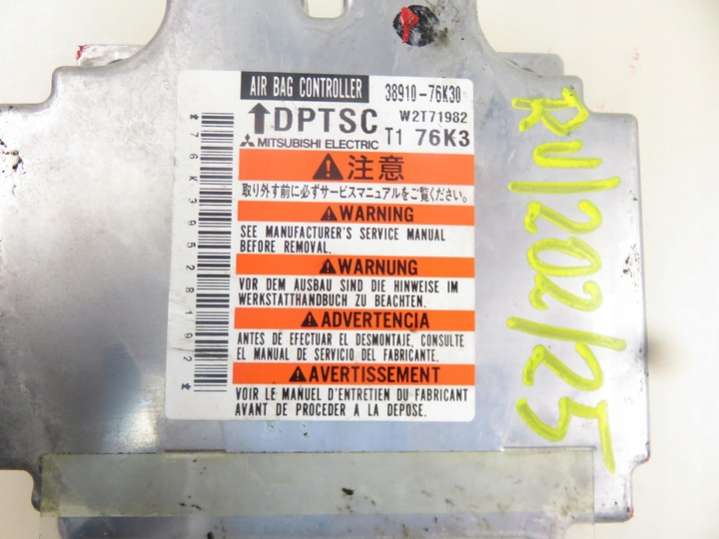 AIR BAG CONTROLLER 38910-76K30
DPTSC W2T71982
MITSUBISHI ELECTRIC T1 76K3
注意
取り外す前に必ずサービスマニュアルをご覧ください。
WARNING
SEE MANUFACTURER'S SERVICE MANUAL
BEFORE REMOVAL.
WARNUNG
VOR DEM AUSBAU SIND DIE HINWEISE IM
WERKSTATTHANDBUCH ZU BEACHTEN.
ADVERTENCIA
ANTES DE EFECTUAR EL DESMONTAJE, CONSULTE
EL MANUAL DE SERVICIO DEL FABRICANTE.
AVERTISSEMENT
VOIR LE MANUEL D'ENTRETIEN DU FABRICANT
AVANT DE PROCEDER A LA DEPOSE.
*76K39528192*
RU/202/25